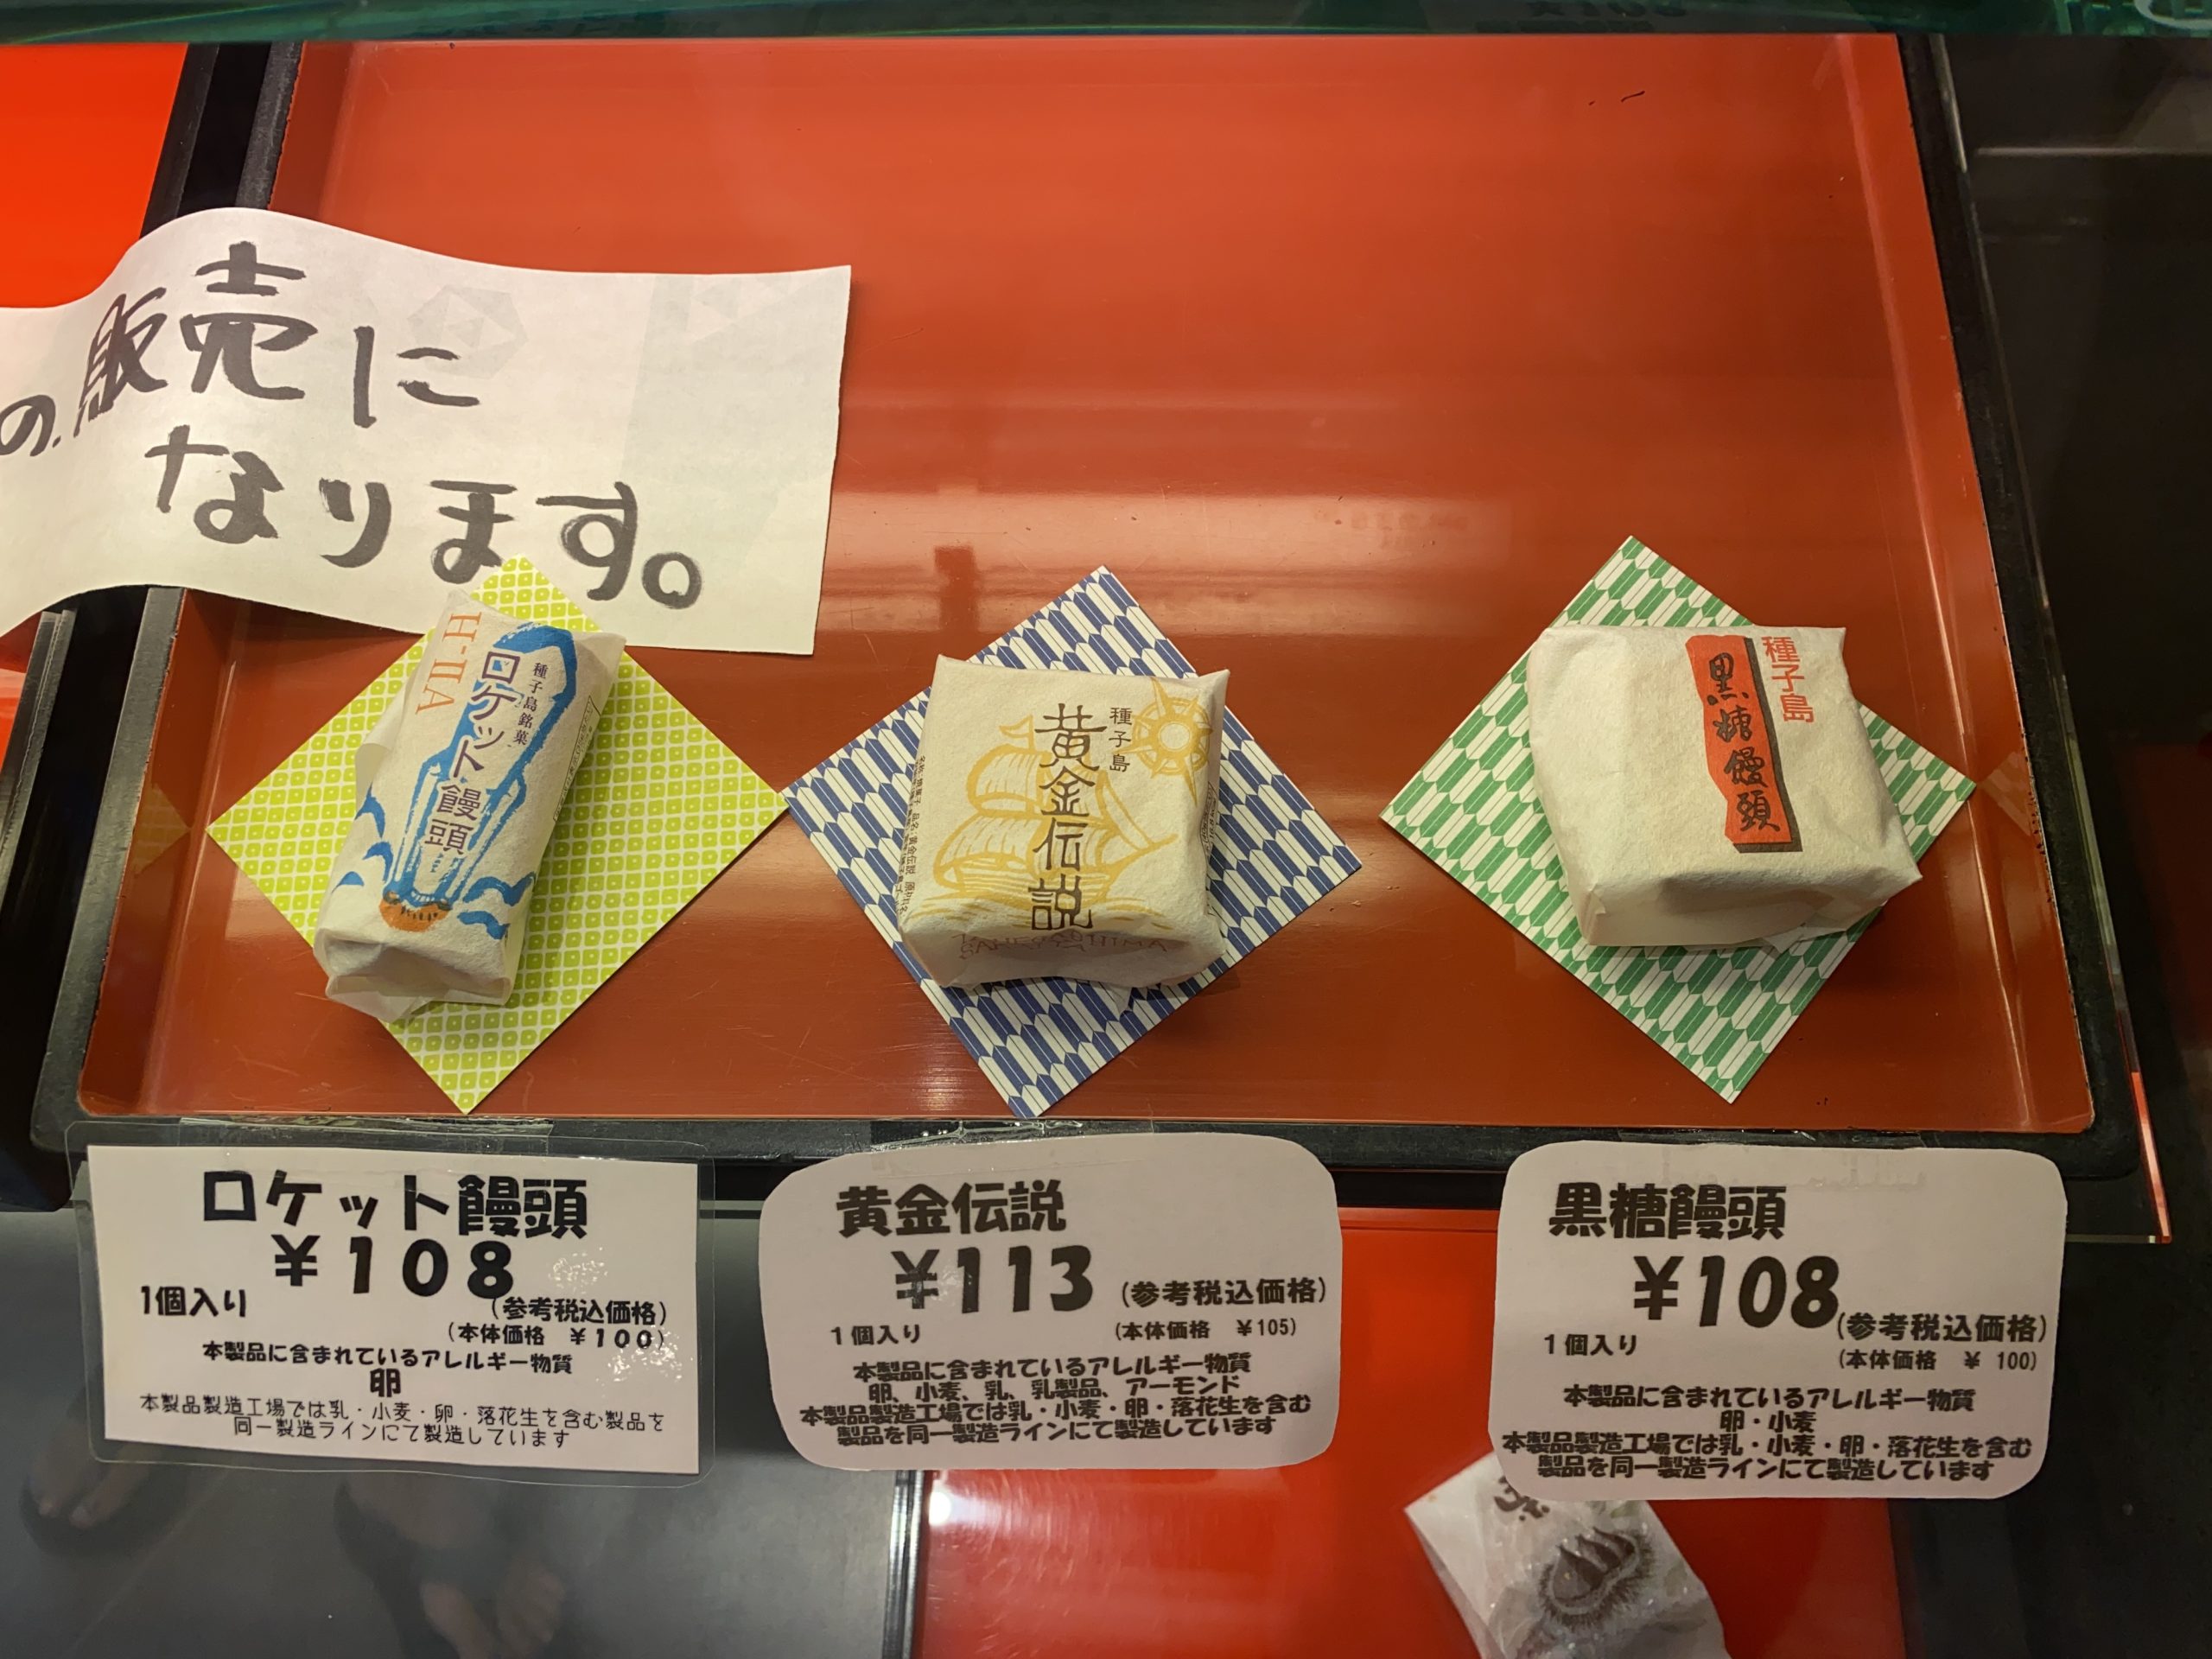 の.販売に
なります。
H-ⅡA
ロケット饅頭
種子島銘菓
種子島
黄金伝説
TANEGASHIMA
種子島
黒糖饅頭
ロケット饅頭
¥108
1個入り
(参考税込価格)
(本体価格 ¥100)
本製品に含まれているアレルギー物質
卵
本製品製造工場では乳・小麦・卵・落花生を含む製品を
同一製造ラインにて製造しています
黄金伝説
¥113
(参考税込価格)
1個入り
(本体価格 ¥105)
本製品に含まれているアレルギー物質
卵、小麦、乳、乳製品、アーモンド
本製品製造工場では乳・小麦・卵・落花生を含む
製品を同一製造ラインにて製造しています
黒糖饅頭
¥108
(参考税込価格)
1個入り
(本体価格 ¥ 100)
本製品に含まれているアレルギー物質
卵・小麦
本製品製造工場では乳・小麦・卵・落花生を含む
製品を同一製造ラインにて製造しています